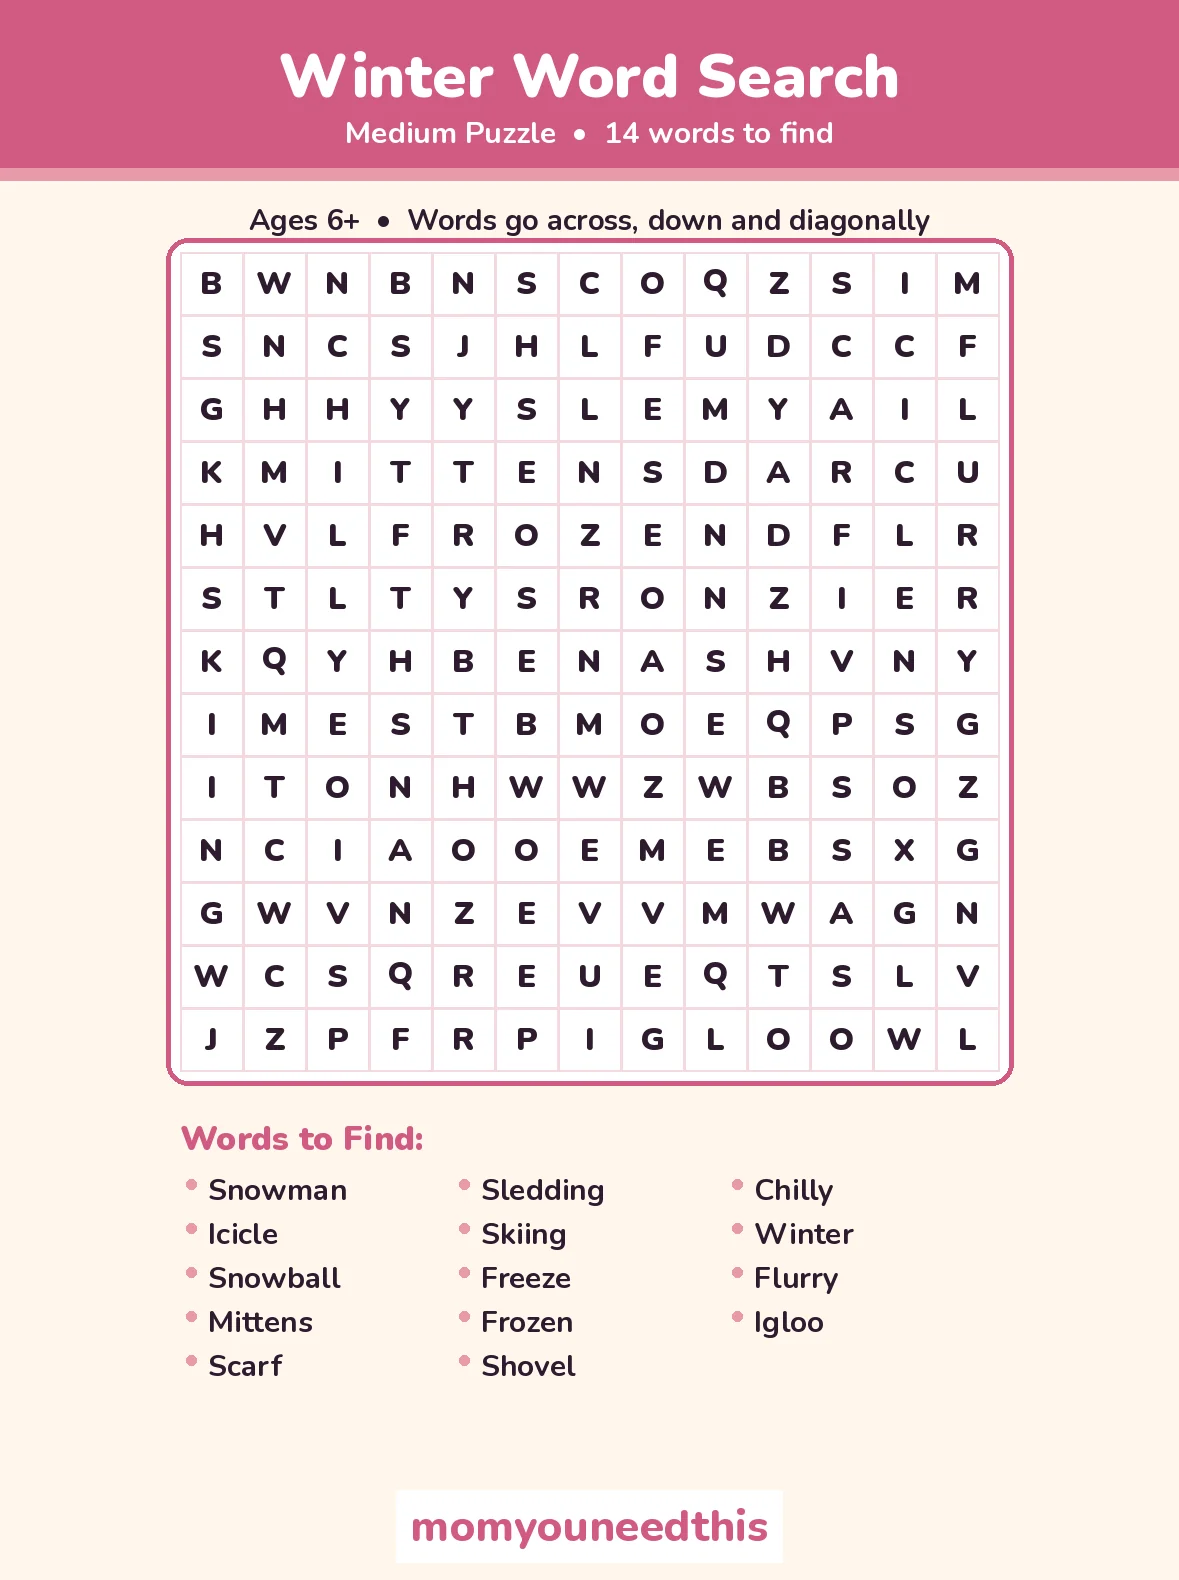 Winter Word Search
Medium Puzzle • 14 words to find
Ages 6+ • Words go across, down and diagonally
B W N B N S C O Q Z S I M
S N C S J H L F U D C C F
G H H Y Y S L E M Y A I L
K M I T T E N S D A R C U
H V L F R O Z E N D F L R
S T L T Y S R O N Z I E R
K Q Y H B E N A S H V N Y
I M E S T B M O E Q P S G
I T O N H W W Z W B S O Z
N C I A O O E M E B S X G
G W V N Z E V V M W A G N
W C S Q R E U E Q T S L V
J Z P F R P I G L O O W L
Words to Find:
• Snowman • Sledding • Chilly
• Icicle • Skiing • Winter
• Snowball • Freeze • Flurry
• Mittens • Frozen • Igloo
• Scarf • Shovel
momyouneedthis